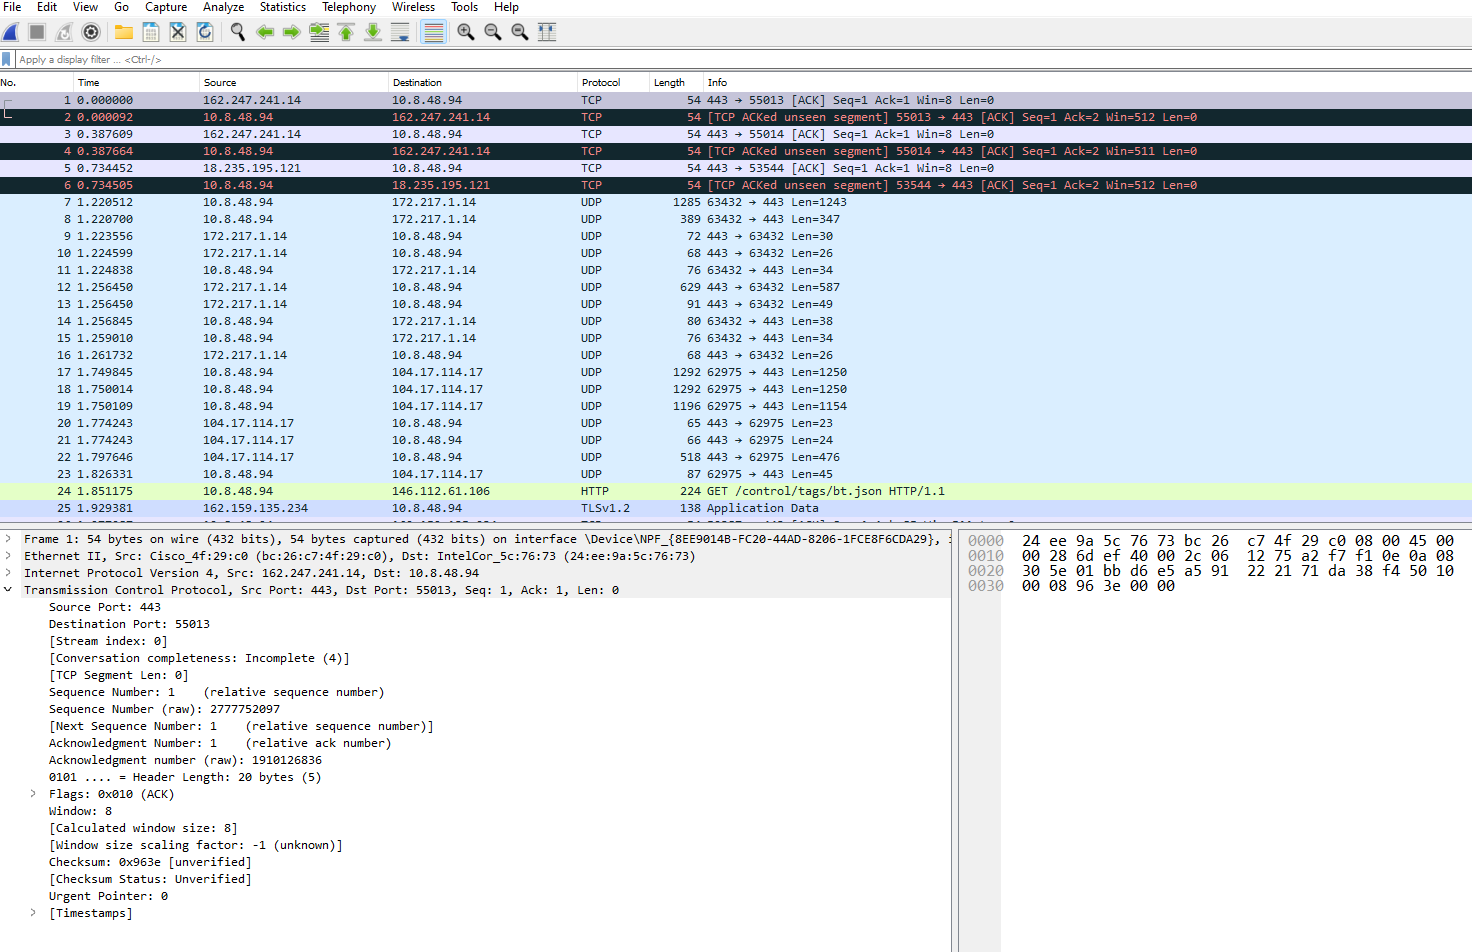 File Edit View Go Capture Analyze Statistics Telephony Wireless Tools Help
Apply a display filter ... <Ctrl-/>
No. Time Source Destination Protocol Length Info
1 0.000000 162.247.241.14 10.8.48.94 TCP 54 443 → 55013 [ACK] Seq=1 Ack=1 Win=8 Len=0
2 0.000092 10.8.48.94 162.247.241.14 TCP 54 [TCP ACKed unseen segment] 55013 → 443 [ACK] Seq=1 Ack=2 Win=512 Len=0
3 0.387609 162.247.241.14 10.8.48.94 TCP 54 443 → 55014 [ACK] Seq=1 Ack=1 Win=8 Len=0
4 0.387664 10.8.48.94 162.247.241.14 TCP 54 [TCP ACKed unseen segment] 55014 → 443 [ACK] Seq=1 Ack=2 Win=511 Len=0
5 0.734452 18.235.195.121 10.8.48.94 TCP 54 443 → 53544 [ACK] Seq=1 Ack=1 Win=8 Len=0
6 0.734505 10.8.48.94 18.235.195.121 TCP 54 [TCP ACKed unseen segment] 53544 → 443 [ACK] Seq=1 Ack=2 Win=512 Len=0
7 1.220512 10.8.48.94 172.217.1.14 UDP 1285 63432 → 443 Len=1243
8 1.220700 10.8.48.94 172.217.1.14 UDP 389 63432 → 443 Len=347
9 1.223556 172.217.1.14 10.8.48.94 UDP 72 443 → 63432 Len=30
10 1.224599 172.217.1.14 10.8.48.94 UDP 68 443 → 63432 Len=26
11 1.224838 10.8.48.94 172.217.1.14 UDP 76 63432 → 443 Len=34
12 1.256450 172.217.1.14 10.8.48.94 UDP 629 443 → 63432 Len=587
13 1.256450 172.217.1.14 10.8.48.94 UDP 91 443 → 63432 Len=49
14 1.256845 10.8.48.94 172.217.1.14 UDP 80 63432 → 443 Len=38
15 1.259010 10.8.48.94 172.217.1.14 UDP 76 63432 → 443 Len=34
16 1.261732 172.217.1.14 10.8.48.94 UDP 68 443 → 63432 Len=26
17 1.749845 10.8.48.94 104.17.114.17 UDP 1292 62975 → 443 Len=1250
18 1.750014 10.8.48.94 104.17.114.17 UDP 1292 62975 → 443 Len=1250
19 1.750109 10.8.48.94 104.17.114.17 UDP 1196 62975 → 443 Len=1154
20 1.774243 104.17.114.17 10.8.48.94 UDP 65 443 → 62975 Len=23
21 1.774243 104.17.114.17 10.8.48.94 UDP 66 443 → 62975 Len=24
22 1.797646 104.17.114.17 10.8.48.94 UDP 518 443 → 62975 Len=476
23 1.826331 10.8.48.94 104.17.114.17 UDP 87 62975 → 443 Len=45
24 1.851175 10.8.48.94 146.112.61.106 HTTP 224 GET /control/tags/bt.json HTTP/1.1
25 1.929381 162.159.135.234 10.8.48.94 TLSv1.2 138 Application Data
Frame 1: 54 bytes on wire (432 bits), 54 bytes captured (432 bits) on interface \Device\NPF_{8EE9014B-FC20-44AD-8206-1FCE8F6CDA29},
Ethernet II, Src: Cisco_4f:29:c0 (bc:26:c7:4f:29:c0), Dst: IntelCor_5c:76:73 (24:ee:9a:5c:76:73)
Internet Protocol Version 4, Src: 162.247.241.14, Dst: 10.8.48.94
Transmission Control Protocol, Src Port: 443, Dst Port: 55013, Seq: 1, Ack: 1, Len: 0
Source Port: 443
Destination Port: 55013
[Stream index: 0]
[Conversation completeness: Incomplete (4)]
[TCP Segment Len: 0]
Sequence Number: 1 (relative sequence number)
Sequence Number (raw): 2777752097
[Next Sequence Number: 1 (relative sequence number)]
Acknowledgment Number: 1 (relative ack number)
Acknowledgment number (raw): 1910126836
0101 .... = Header Length: 20 bytes (5)
Flags: 0x010 (ACK)
Window: 8
[Calculated window size: 8]
[Window size scaling factor: -1 (unknown)]
Checksum: 0x963e [unverified]
[Checksum Status: Unverified]
Urgent Pointer: 0
[Timestamps]
0000 24 ee 9a 5c 76 73 bc 26 c7 4f 29 c0 08 00 45 00
0010 00 28 6d ef 40 00 2c 06 12 75 a2 f7 f1 0e 0a 08
0020 30 5e 01 bb d6 e5 a5 91 22 21 71 da 38 f4 50 10
0030 00 08 96 3e 00 00